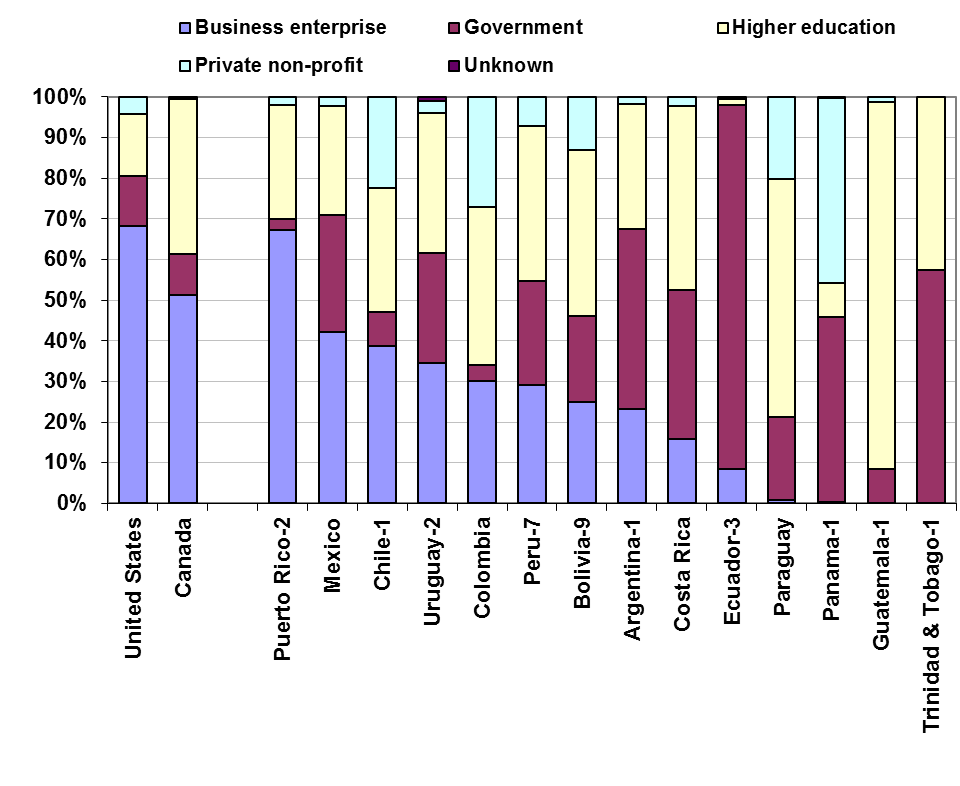 Business enterprise Government Higher education
Private non-profit Unknown
100%
90%
80%
70%
60%
50%
40%
30%
20%
10%
0%
United States
Canada
Puerto Rico-2
Mexico
Chile-1
Uruguay-2
Colombia
Peru-7
Bolivia-9
Argentina-1
Costa Rica
Ecuador-3
Paraguay
Panama-1
Guatemala-1
Trinidad & Tobago-1